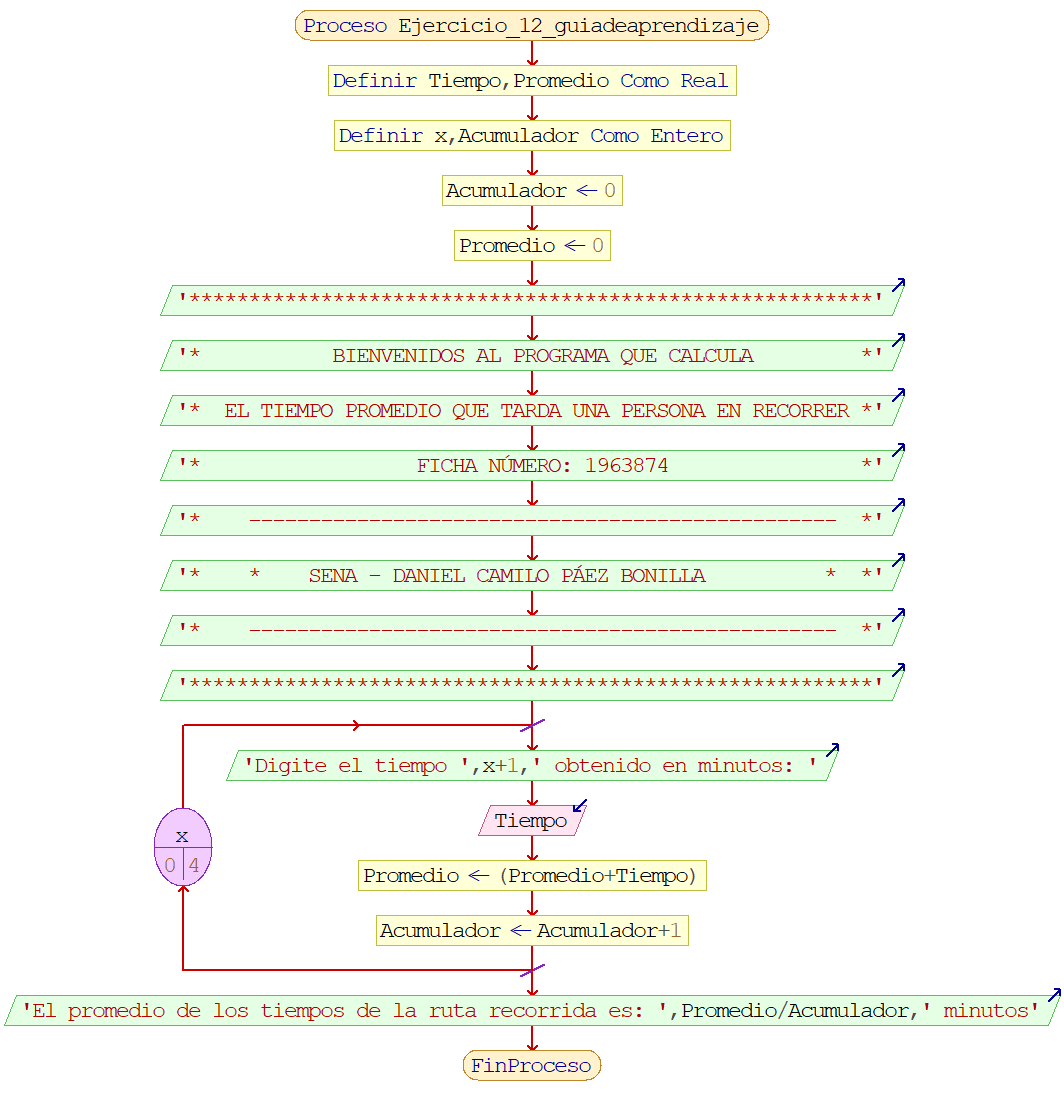 Proceso Ejercicio_12_guiadeaprendizaje
Definir Tiempo,Promedio Como Real
Definir x,Acumulador Como Entero
Acumulador ← 0
Promedio ← 0
'*********************************************************'
'*           BIENVENIDOS AL PROGRAMA QUE CALCULA         *'
'*  EL TIEMPO PROMEDIO QUE TARDA UNA PERSONA EN RECORRER *'
'*                  FICHA NÚMERO: 1963874                *'
'*    -------------------------------------------------  *'
'*    *    SENA - DANIEL CAMILO PÁEZ BONILLA          *  *'
'*    -------------------------------------------------  *'
'*********************************************************'
'Digite el tiempo ',x+1,' obtenido en minutos: '
Tiempo
x
0 4
Promedio ← (Promedio+Tiempo)
Acumulador ← Acumulador+1
'El promedio de los tiempos de la ruta recorrida es: ',Promedio/Acumulador,' minutos'
FinProceso